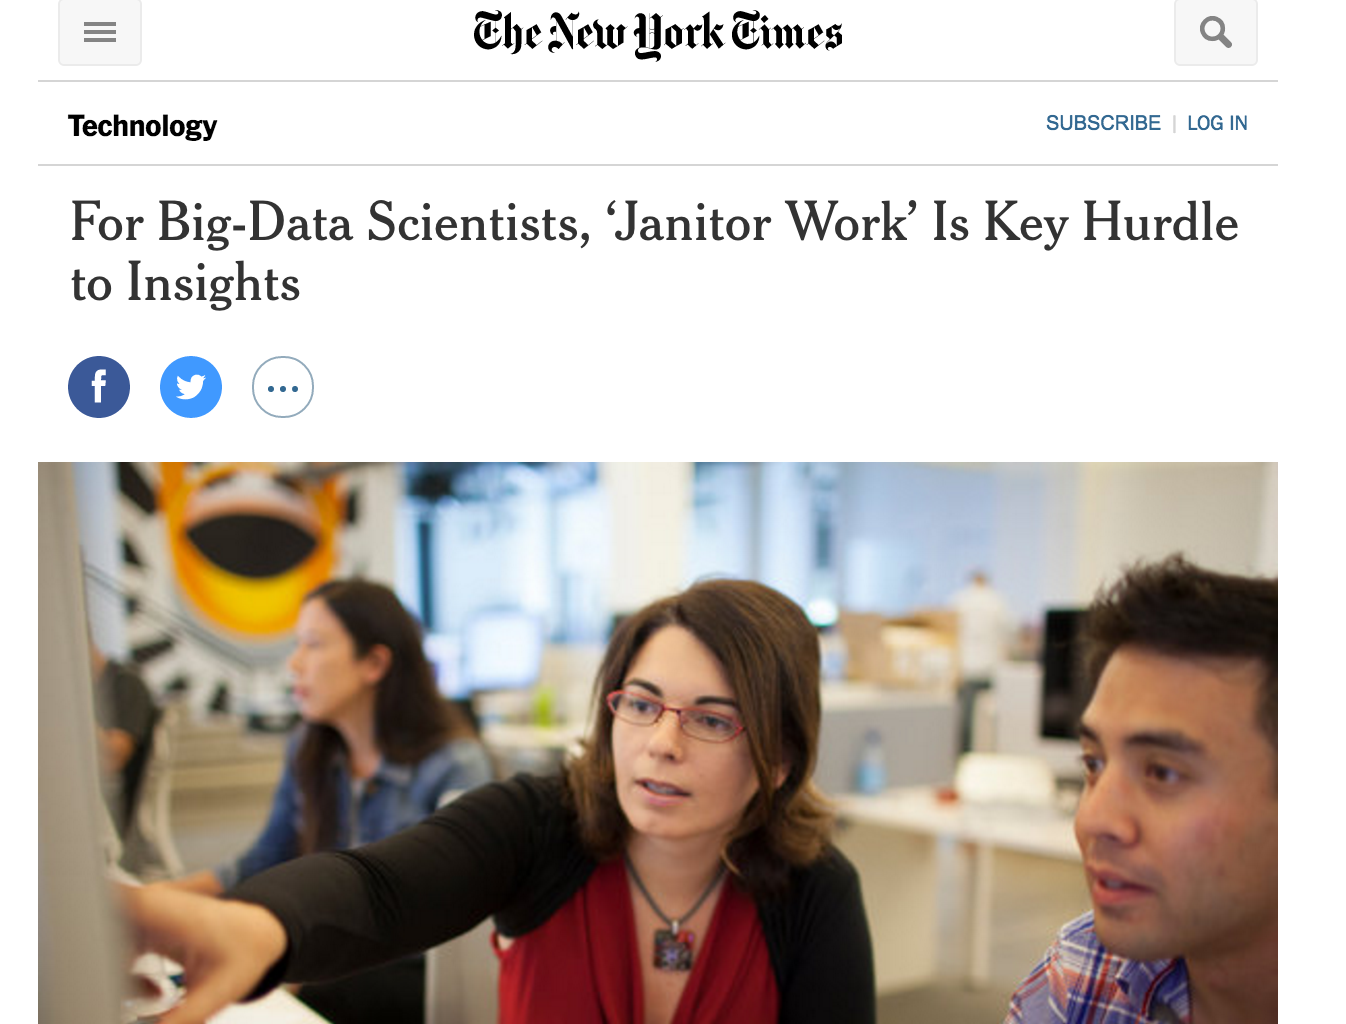 The New York Times
Technology
SUBSCRIBE | LOG IN
For Big-Data Scientists, ‘Janitor Work’ Is Key Hurdle
to Insights